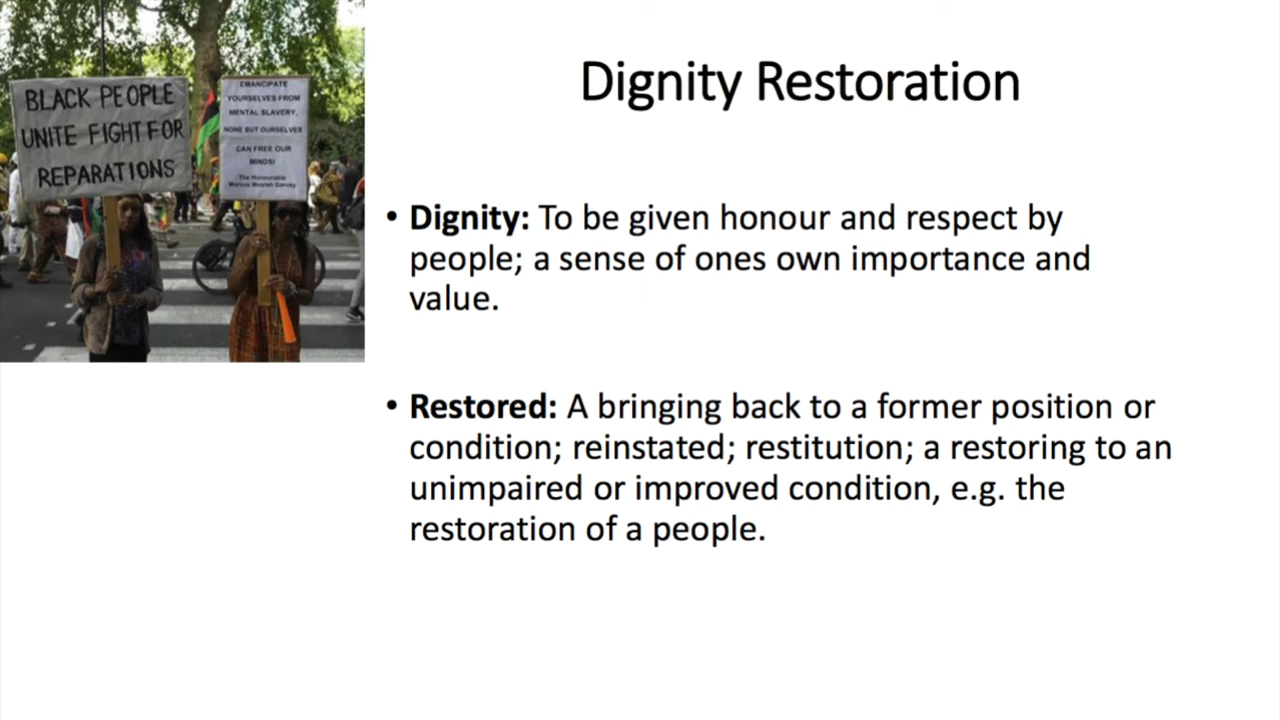 BLACK PEOPLE
UNITE FIGHT FOR
REPARATIONS
EMANCIPATE
YOURSELVES FROM
MENTAL SLAVERY,
NONE BUT OURSELVES
CAN FREE OUR
MINDS!
The Honourable
Marcus Mosiah Garvey
Dignity Restoration
• Dignity: To be given honour and respect by
people; a sense of ones own importance and
value.
• Restored: A bringing back to a former position or
condition; reinstated; restitution; a restoring to an
unimpaired or improved condition, e.g. the
restoration of a people.